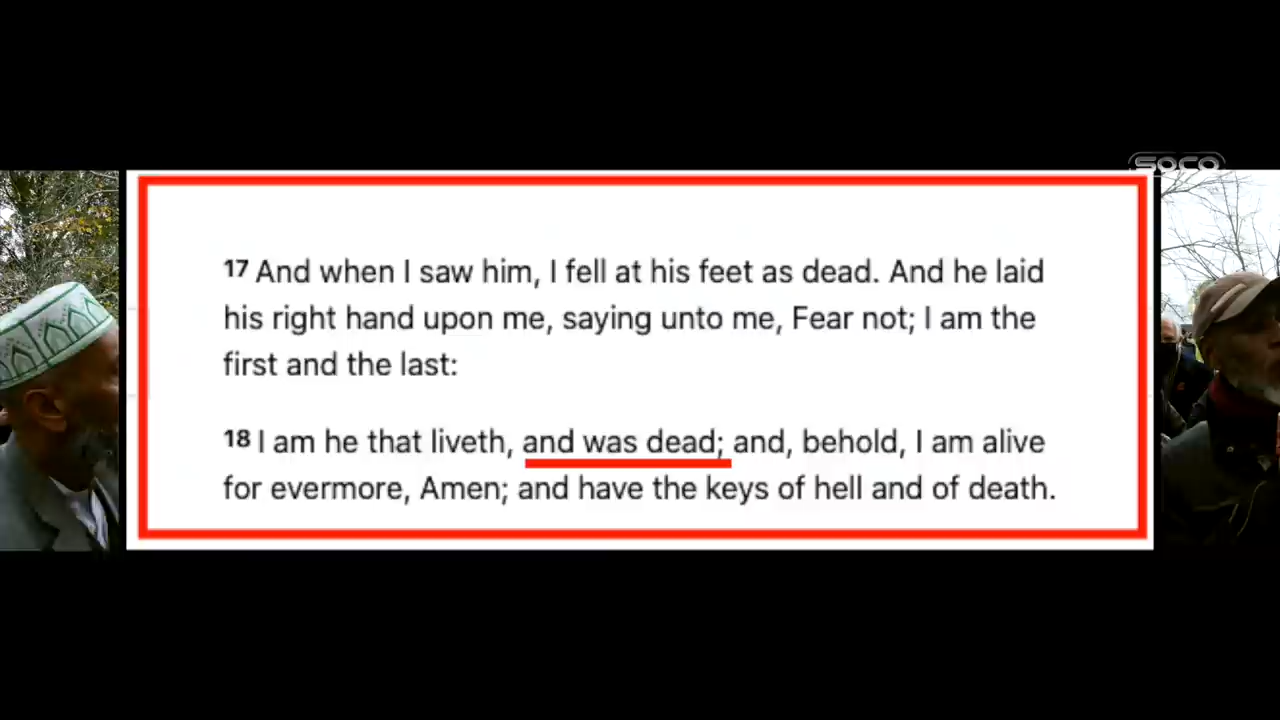 SOCO
17 And when I saw him, I fell at his feet as dead. And he laid
his right hand upon me, saying unto me, Fear not; I am the
first and the last:
18 I am he that liveth, and was dead; and, behold, I am alive
for evermore, Amen; and have the keys of hell and of death.